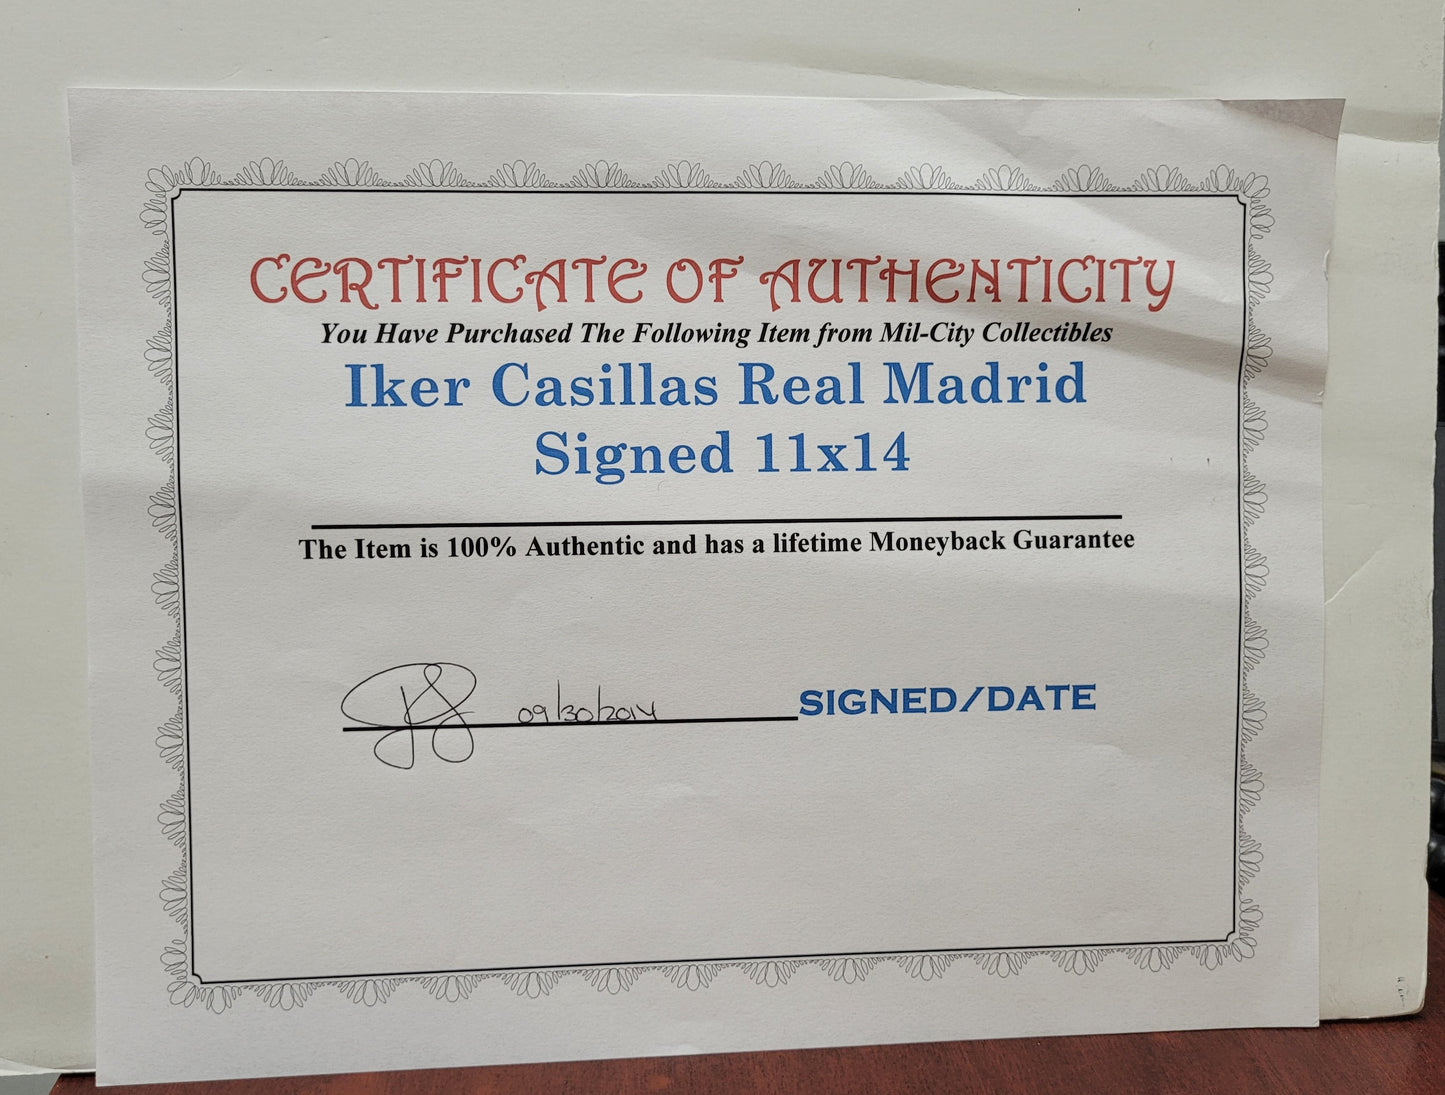 CERTIFICATE OF AUTHENTICITY
You Have Purchased The Following Item from Mil-City Collectibles
Iker Casillas Real Madrid
Signed 11x14
The Item is 100% Authentic and has a lifetime Moneyback Guarantee
09/30/2014 SIGNED/DATE